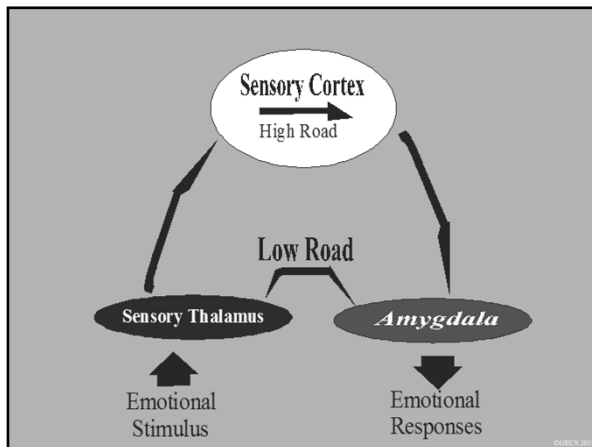 Sensory Cortex
High Road
Low Road
Sensory Thalamus
Amygdala
Emotional
Stimulus
Emotional
Responses